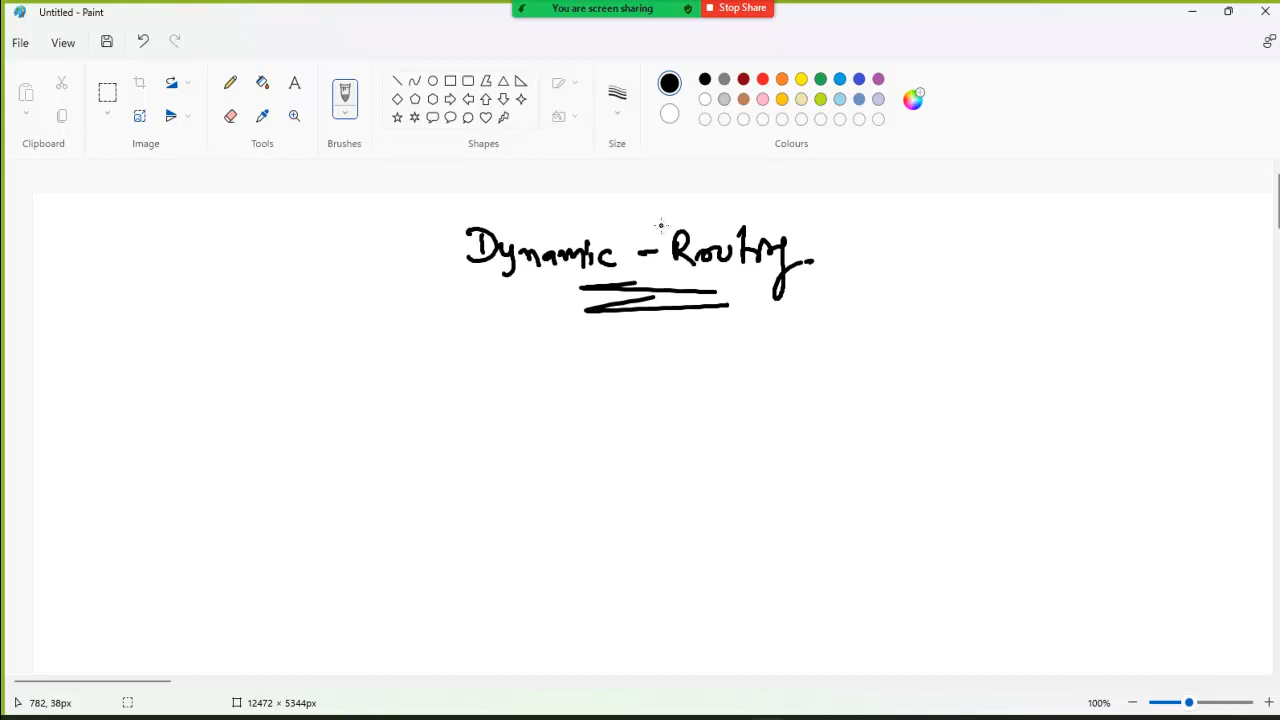 Untitled - Paint
You are screen sharing
Stop Share
File
View
Clipboard
Image
Tools
Brushes
Shapes
Size
Colours
Dynamic - Routing.
782, 38px
12472 × 5344px
100%